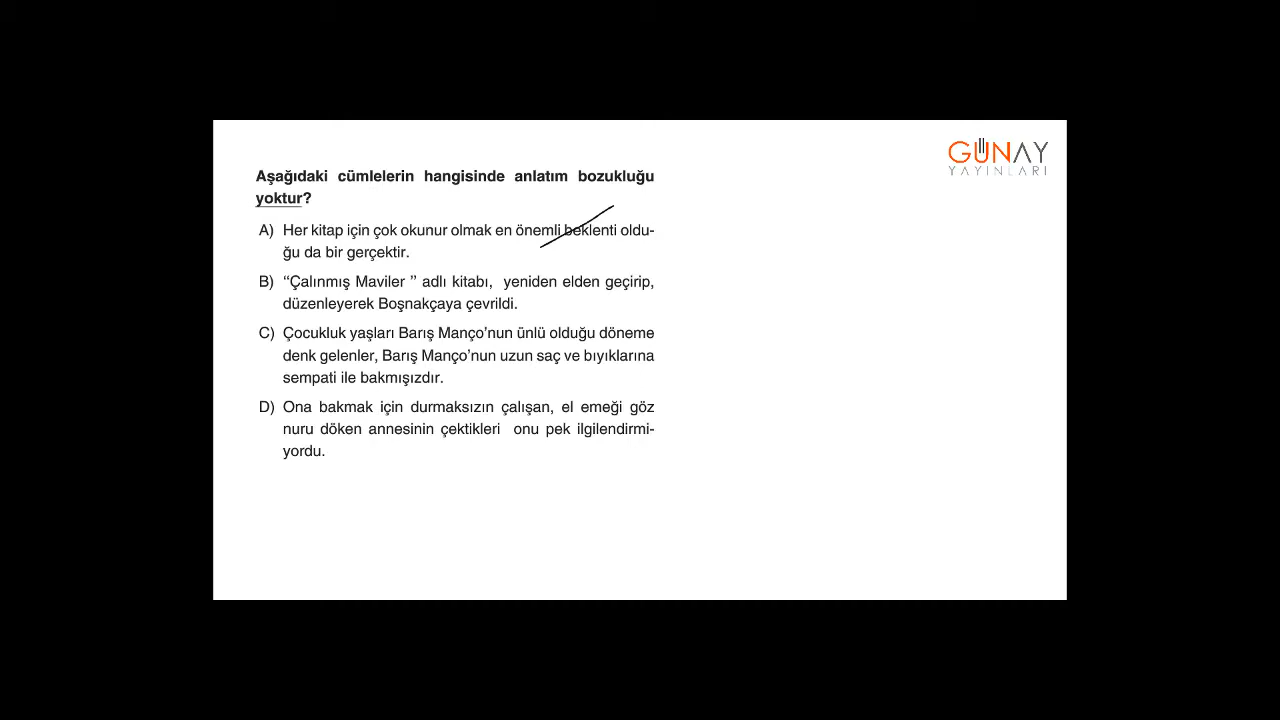 GÜNAY
YAYINLARI
Aşağıdaki cümlelerin hangisinde anlatım bozukluğu
yoktur?
A) Her kitap için çok okunur olmak en önemli beklenti oldu-
ğu da bir gerçektir.
B) “Çalınmış Maviler ” adlı kitabı, yeniden elden geçirip,
düzenleyerek Boşnakçaya çevrildi.
C) Çocukluk yaşları Barış Manço’nun ünlü olduğu döneme
denk gelenler, Barış Manço’nun uzun saç ve bıyıklarına
sempati ile bakmışızdır.
D) Ona bakmak için durmaksızın çalışan, el emeği göz
nuru döken annesinin çektikleri onu pek ilgilendirmi-
yordu.